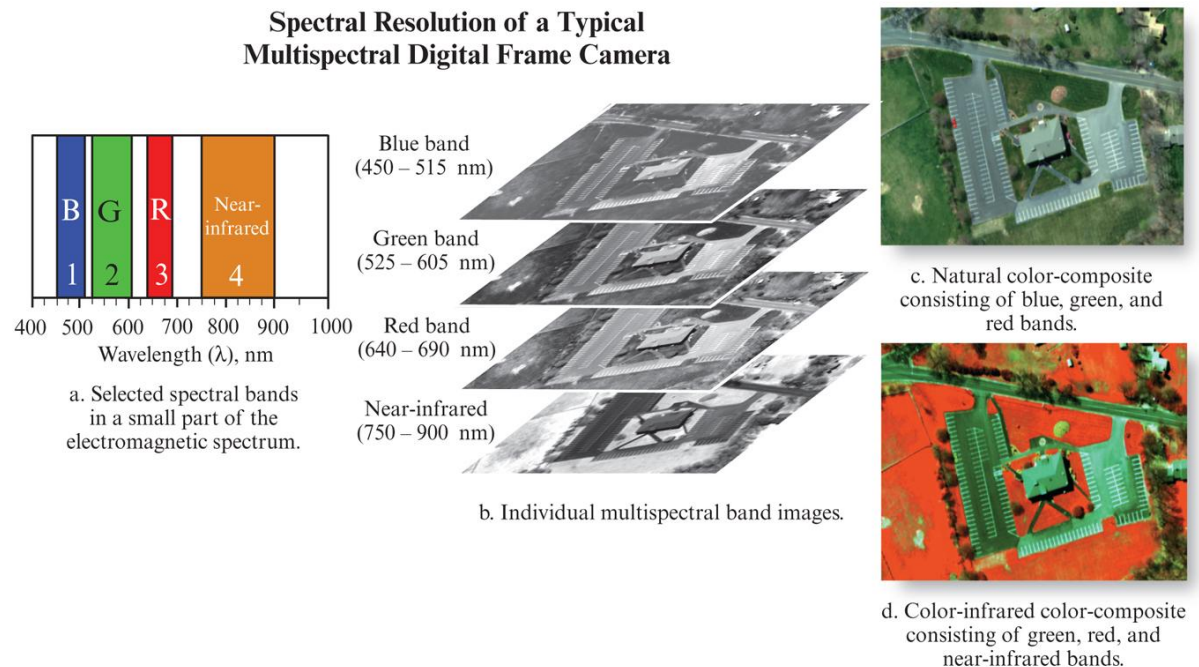 Spectral Resolution of a Typical
Multispectral Digital Frame Camera
B
G
R
Near-
infrared
1
2
3
4
400 500 600 700 800 900 1000
Wavelength (λ), nm
a. Selected spectral bands
in a small part of the
electromagnetic spectrum.
Blue band
(450 – 515 nm)
Green band
(525 – 605 nm)
Red band
(640 – 690 nm)
Near-infrared
(750 – 900 nm)
b. Individual multispectral band images.
c. Natural color-composite
consisting of blue, green, and
red bands.
d. Color-infrared color-composite
consisting of green, red, and
near-infrared bands.